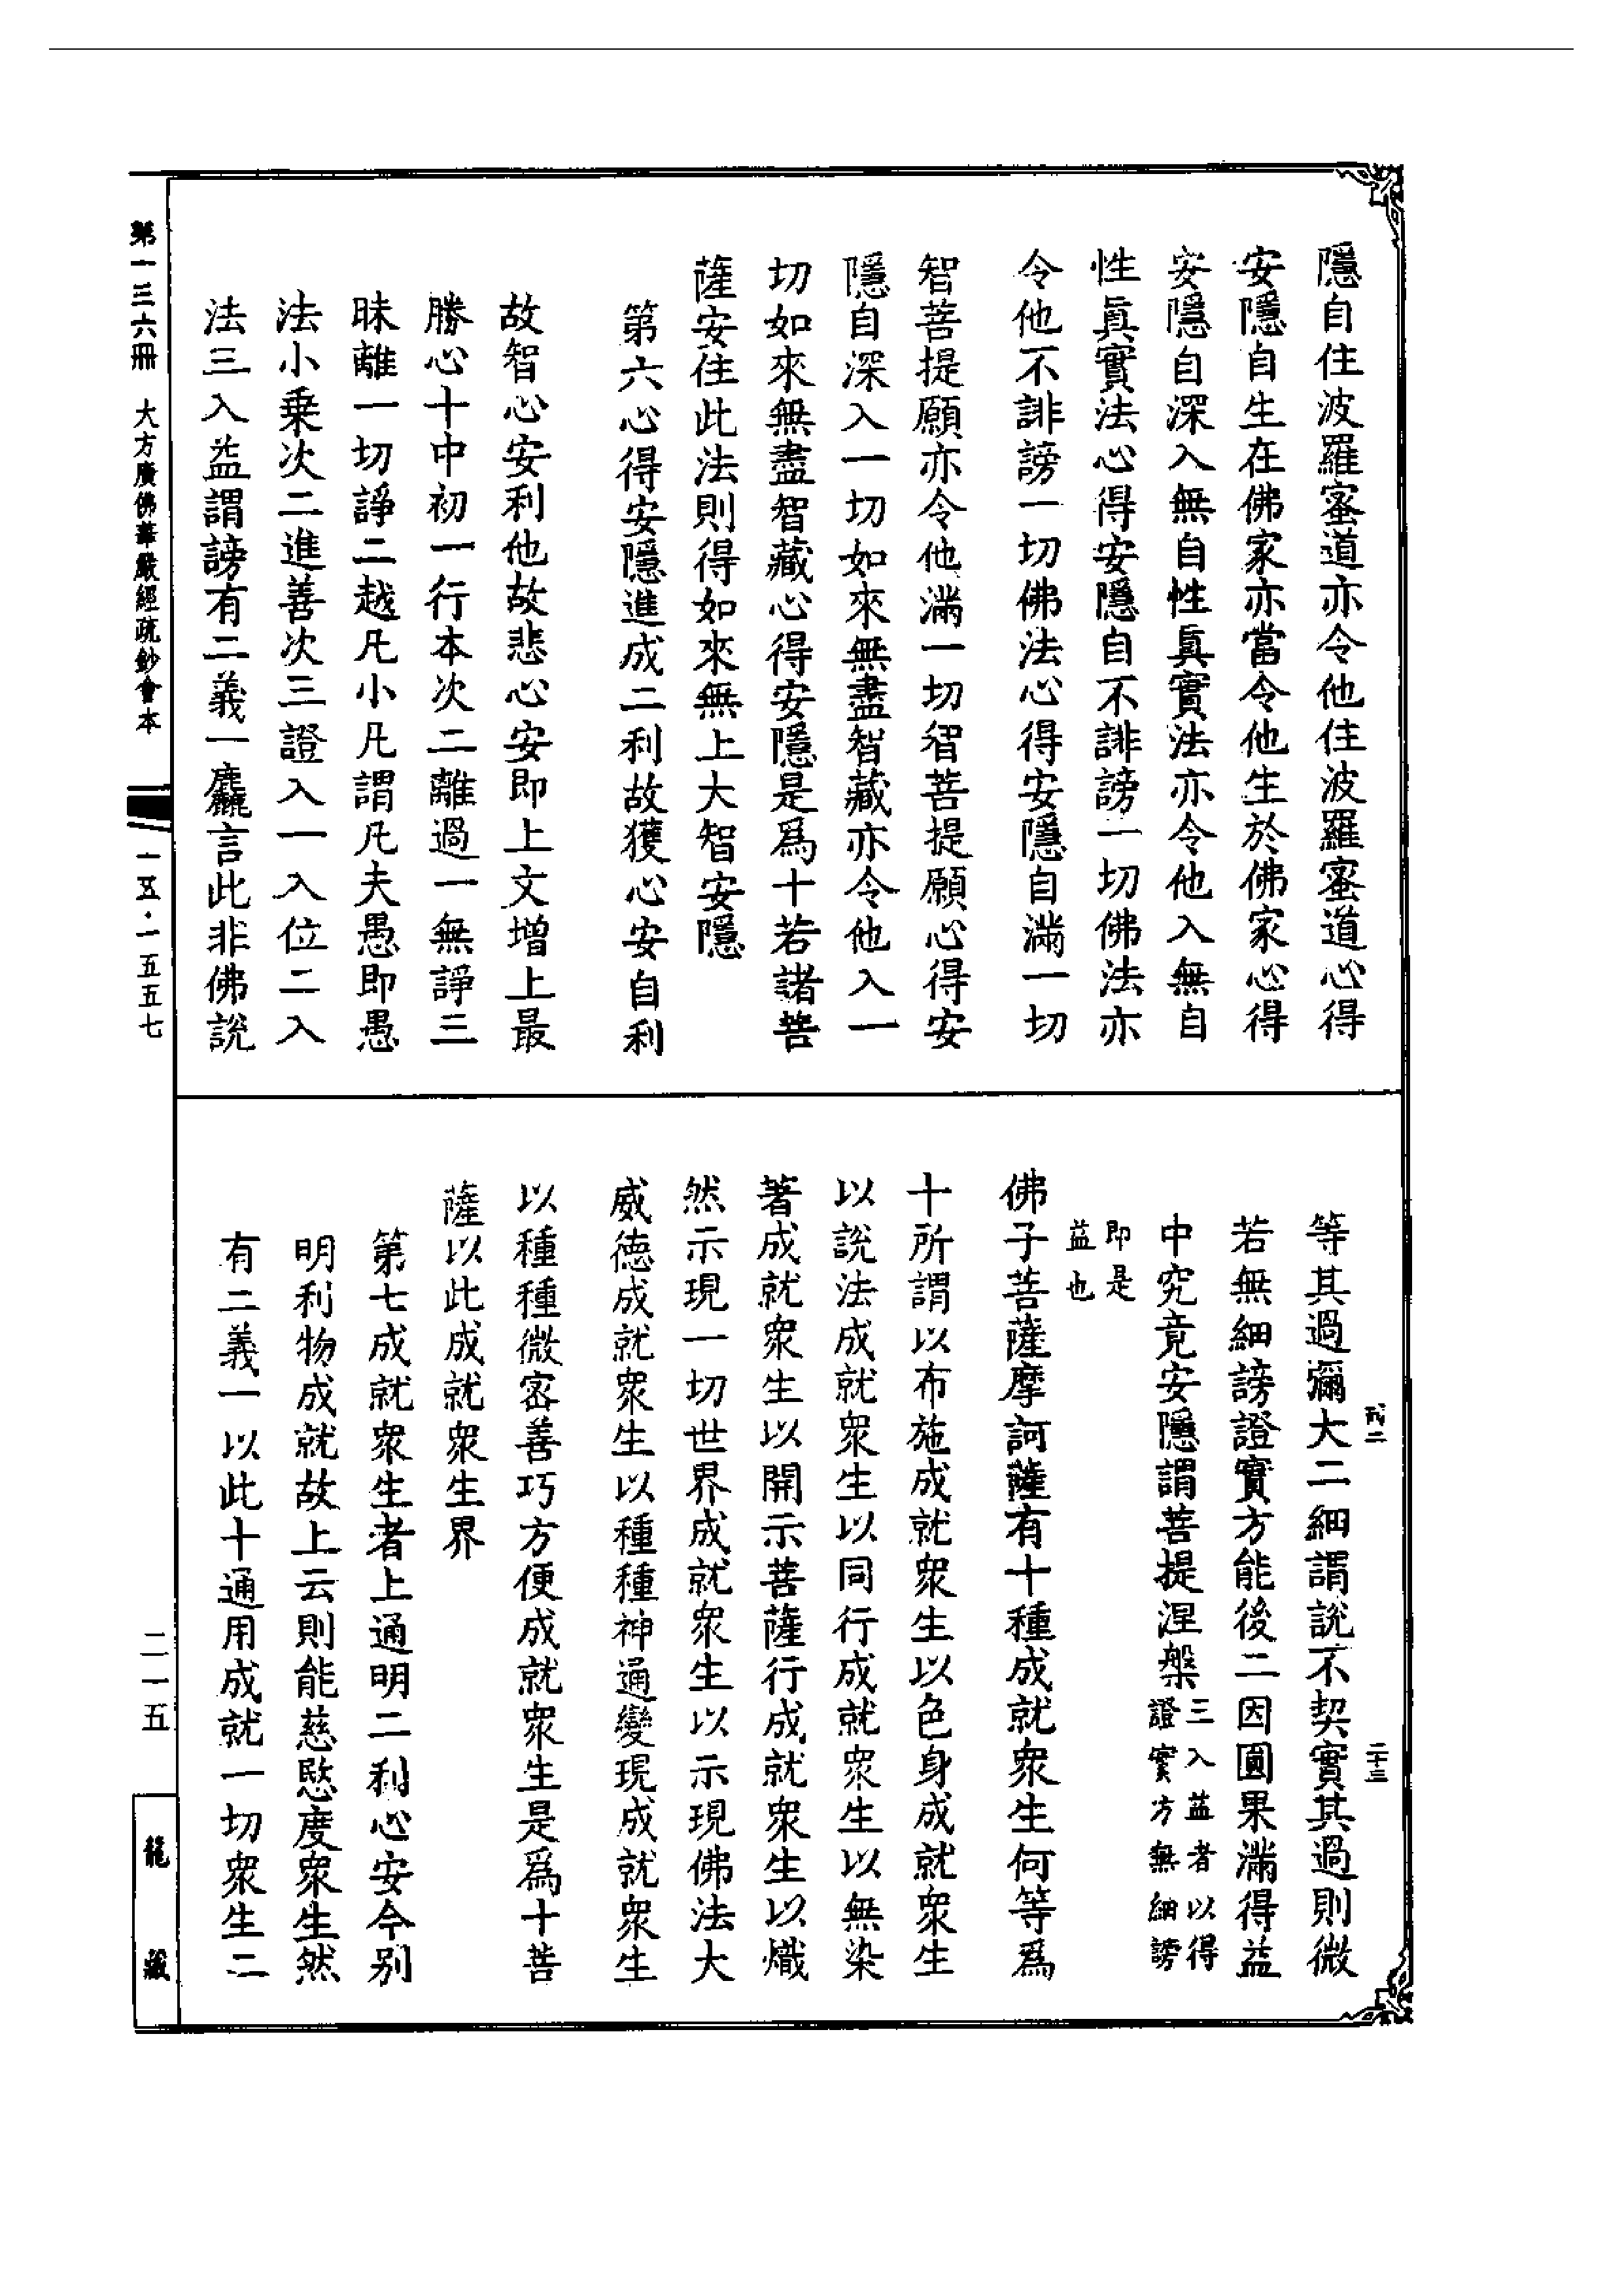 隱自住波羅蜜道亦令他住波羅蜜道心得
安隱自生在佛家亦當令他生於佛家心得
安隱自深入無自性真實法亦令他入無自
性眞實法心得安隱自不誹謗一切佛法亦
令他不誹謗一切佛法心得安隱自滿一切
智菩提願亦令他滿一切智菩提願心得安
隱自深入一切如來無盡智藏亦令他入一
切如來無盡智藏心得安隱是爲十若諸菩
薩安住此法則得如來無上大智安隱
第六心得安隱進成二利故獲心安自利
故智心安利他故悲心安即上文增上最
勝心十中初一行本次二離過一無諍三
昧離一切諍二越凡小凡謂凡夫愚即愚
法小乗次二進善次三證入一入位二入
法三入益謂謗有二義一麤言此非佛說
等其過彌大二細謂說不契實其過則微
若無細謗證實方能後二因圓果滿得益
中究竟安隱謂菩提涅槃三入益者以得
證實方無細謗
即是
益也
佛子菩薩摩訶薩有十種成就衆生何等爲
十所謂以布施成就衆生以色身成就衆生
以說法成就衆生以同行成就衆生以無染
著成就衆生以開示菩薩行成就衆生以熾
然示現一切世界成就衆生以示現佛法大
威德成就衆生以種種神通變現成就衆生
以種種微密善巧方便成就衆生是爲十菩
薩以此成就衆生界
第七成就衆生者上通明二利心安今别
明利物成就故上云則能慈愍度衆生然
有二義一以此十通用成就一切衆生二
二十三
第一三六冊 大方廣佛華嚴經疏鈔會本
一五·一五五七
二一五
龍藏